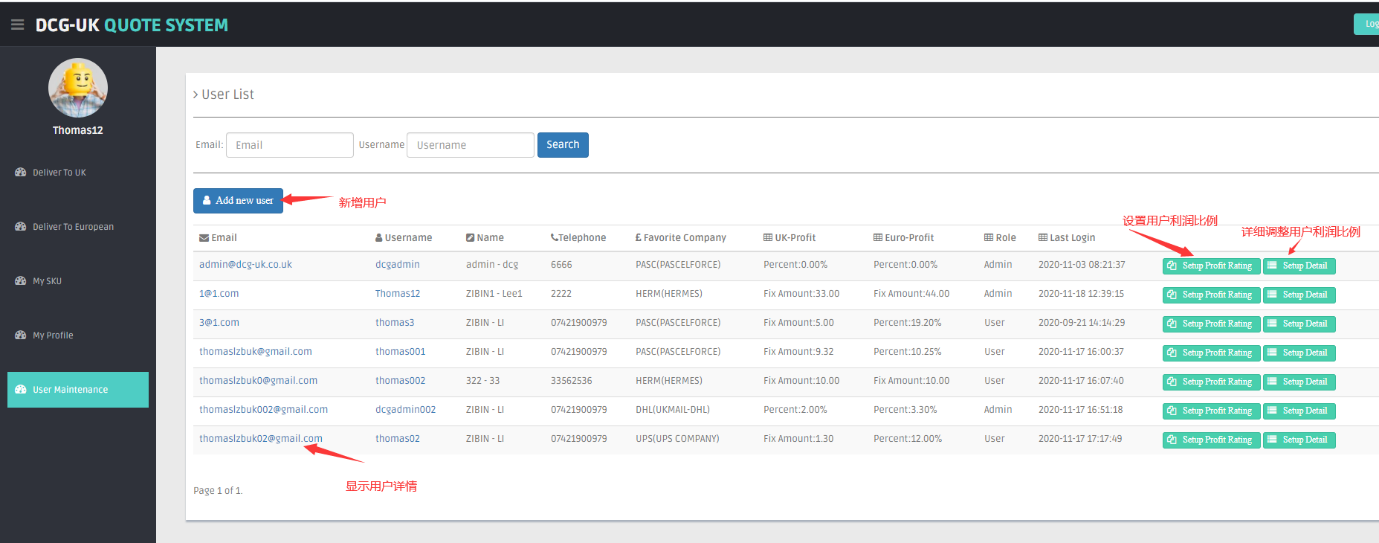 DCG-UK QUOTE SYSTEM
Log
Thomas12
Deliver To UK
Deliver To European
My SKU
My Profile
User Maintenance
> User List
Email: Email Username Username Search
Add new user 新增用户
设置用户利润比例 详细调整用户利润比例
Email Username Name Telephone £ Favorite Company UK-Profit Euro-Profit Role Last Login
admin@dcg-uk.co.uk dcgadmin admin - dcg 6666 PASC(PASCELFORCE) Percent:0.00% Percent:0.00% Admin 2020-11-03 08:21:37 Setup Profit Rating Setup Detail
1@1.com Thomas12 ZIBIN1 - Lee1 2222 HERM(HERMES) Fix Amount:33.00 Fix Amount:44.00 Admin 2020-11-18 12:39:15 Setup Profit Rating Setup Detail
3@1.com thomas3 ZIBIN - LI 07421900979 PASC(PASCELFORCE) Fix Amount:5.00 Percent:19.20% User 2020-09-21 14:14:29 Setup Profit Rating Setup Detail
thomaslzbuk@gmail.com thomas001 ZIBIN - LI 07421900979 PASC(PASCELFORCE) Fix Amount:9.32 Percent:10.25% User 2020-11-17 16:00:37 Setup Profit Rating Setup Detail
thomaslzbuk0@gmail.com thomas002 322 - 33 33562536 HERM(HERMES) Fix Amount:10.00 Fix Amount:10.00 User 2020-11-17 16:07:40 Setup Profit Rating Setup Detail
thomaslzbuk002@gmail.com dcgadmin002 ZIBIN - LI 07421900979 DHL(UKMAIL-DHL) Percent:2.00% Percent:3.30% Admin 2020-11-17 16:51:18 Setup Profit Rating Setup Detail
thomaslzbuk02@gmail.com thomas02 ZIBIN - LI 07421900979 UPS(UPS COMPANY) Fix Amount:1.30 Percent:12.00% User 2020-11-17 17:17:49 Setup Profit Rating Setup Detail
显示用户详情
Page 1 of 1.